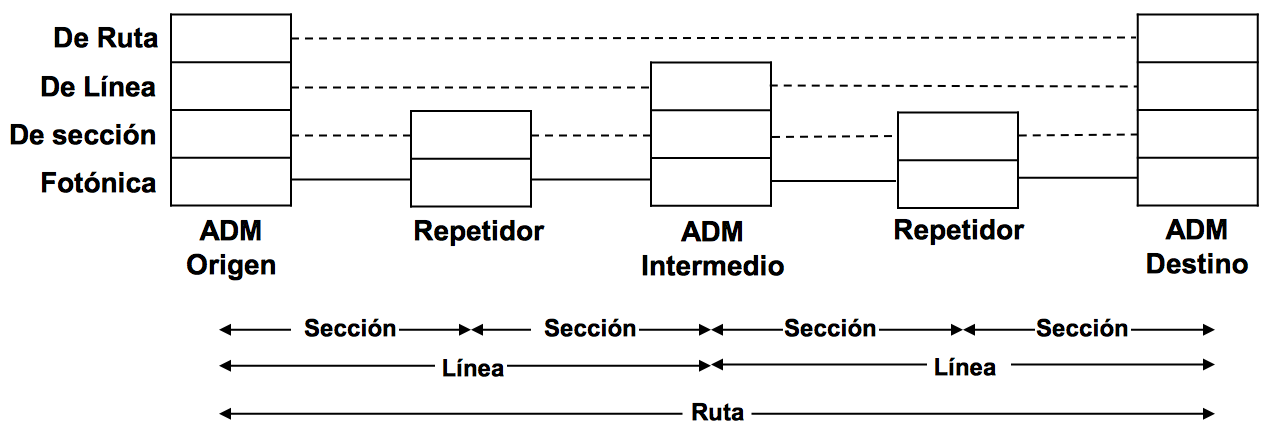 De Ruta
De Línea
De sección
Fotónica
ADM
Origen
Repetidor
ADM
Intermedio
Repetidor
ADM
Destino
Sección
Sección
Sección
Sección
Línea
Línea
Ruta